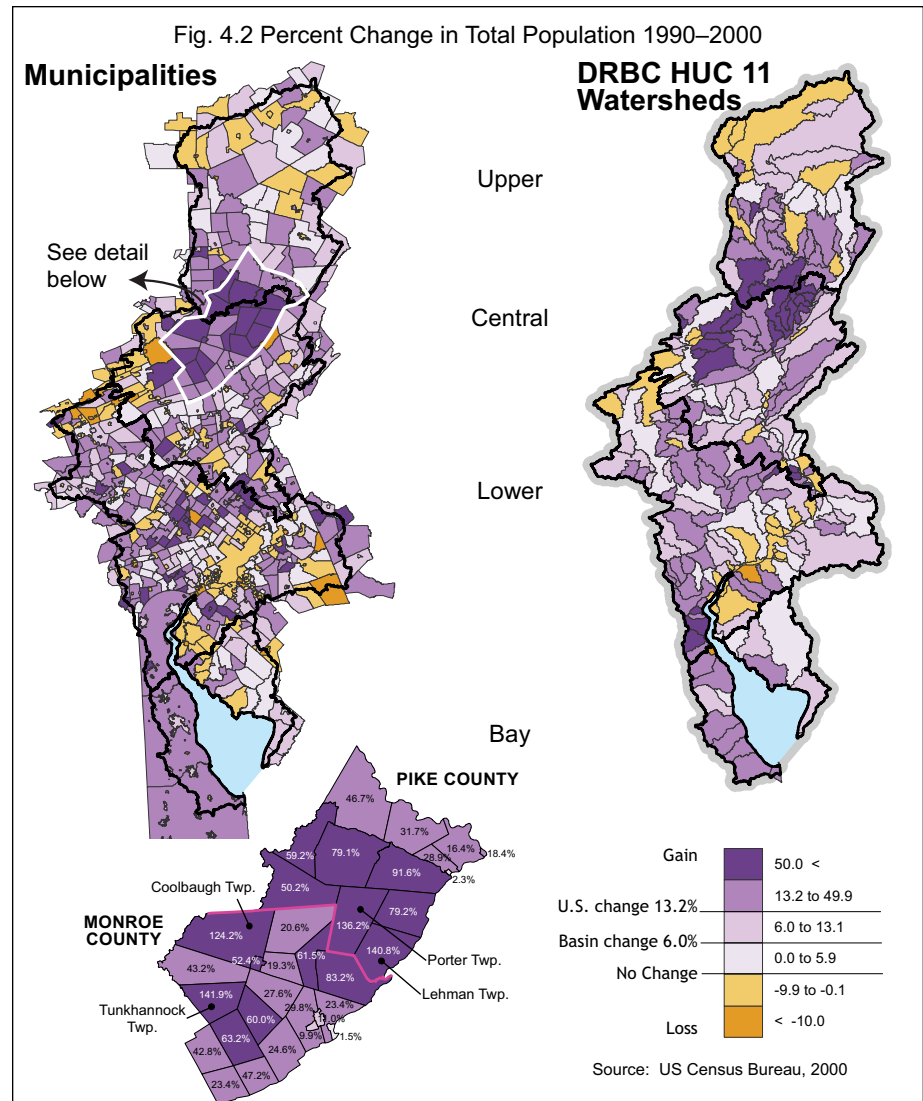 Fig. 4.2 Percent Change in Total Population 1990–2000
Municipalities
DRBC HUC 11
Watersheds
Upper
See detail
below
Central
Lower
Bay
PIKE COUNTY
46.7%
31.7%
16.4%
18.4%
28.9%
2.3%
59.2%
79.1%
91.6%
50.2%
79.2%
Coolbaugh Twp.
MONROE
COUNTY
124.2%
20.6%
136.2%
52.4%
19.3%
61.5%
140.8%
Porter Twp.
43.2%
83.2%
Lehman Twp.
141.9%
27.6%
29.8%
23.4%
Tunkhannock
Twp.
60.0%
63.2%
9.9%
71.5%
42.8%
24.6%
23.4%
47.2%
Gain
50.0 <
13.2 to 49.9
U.S. change 13.2%
6.0 to 13.1
Basin change 6.0%
0.0 to 5.9
No Change
-9.9 to -0.1
Loss
< -10.0
Source: US Census Bureau, 2000